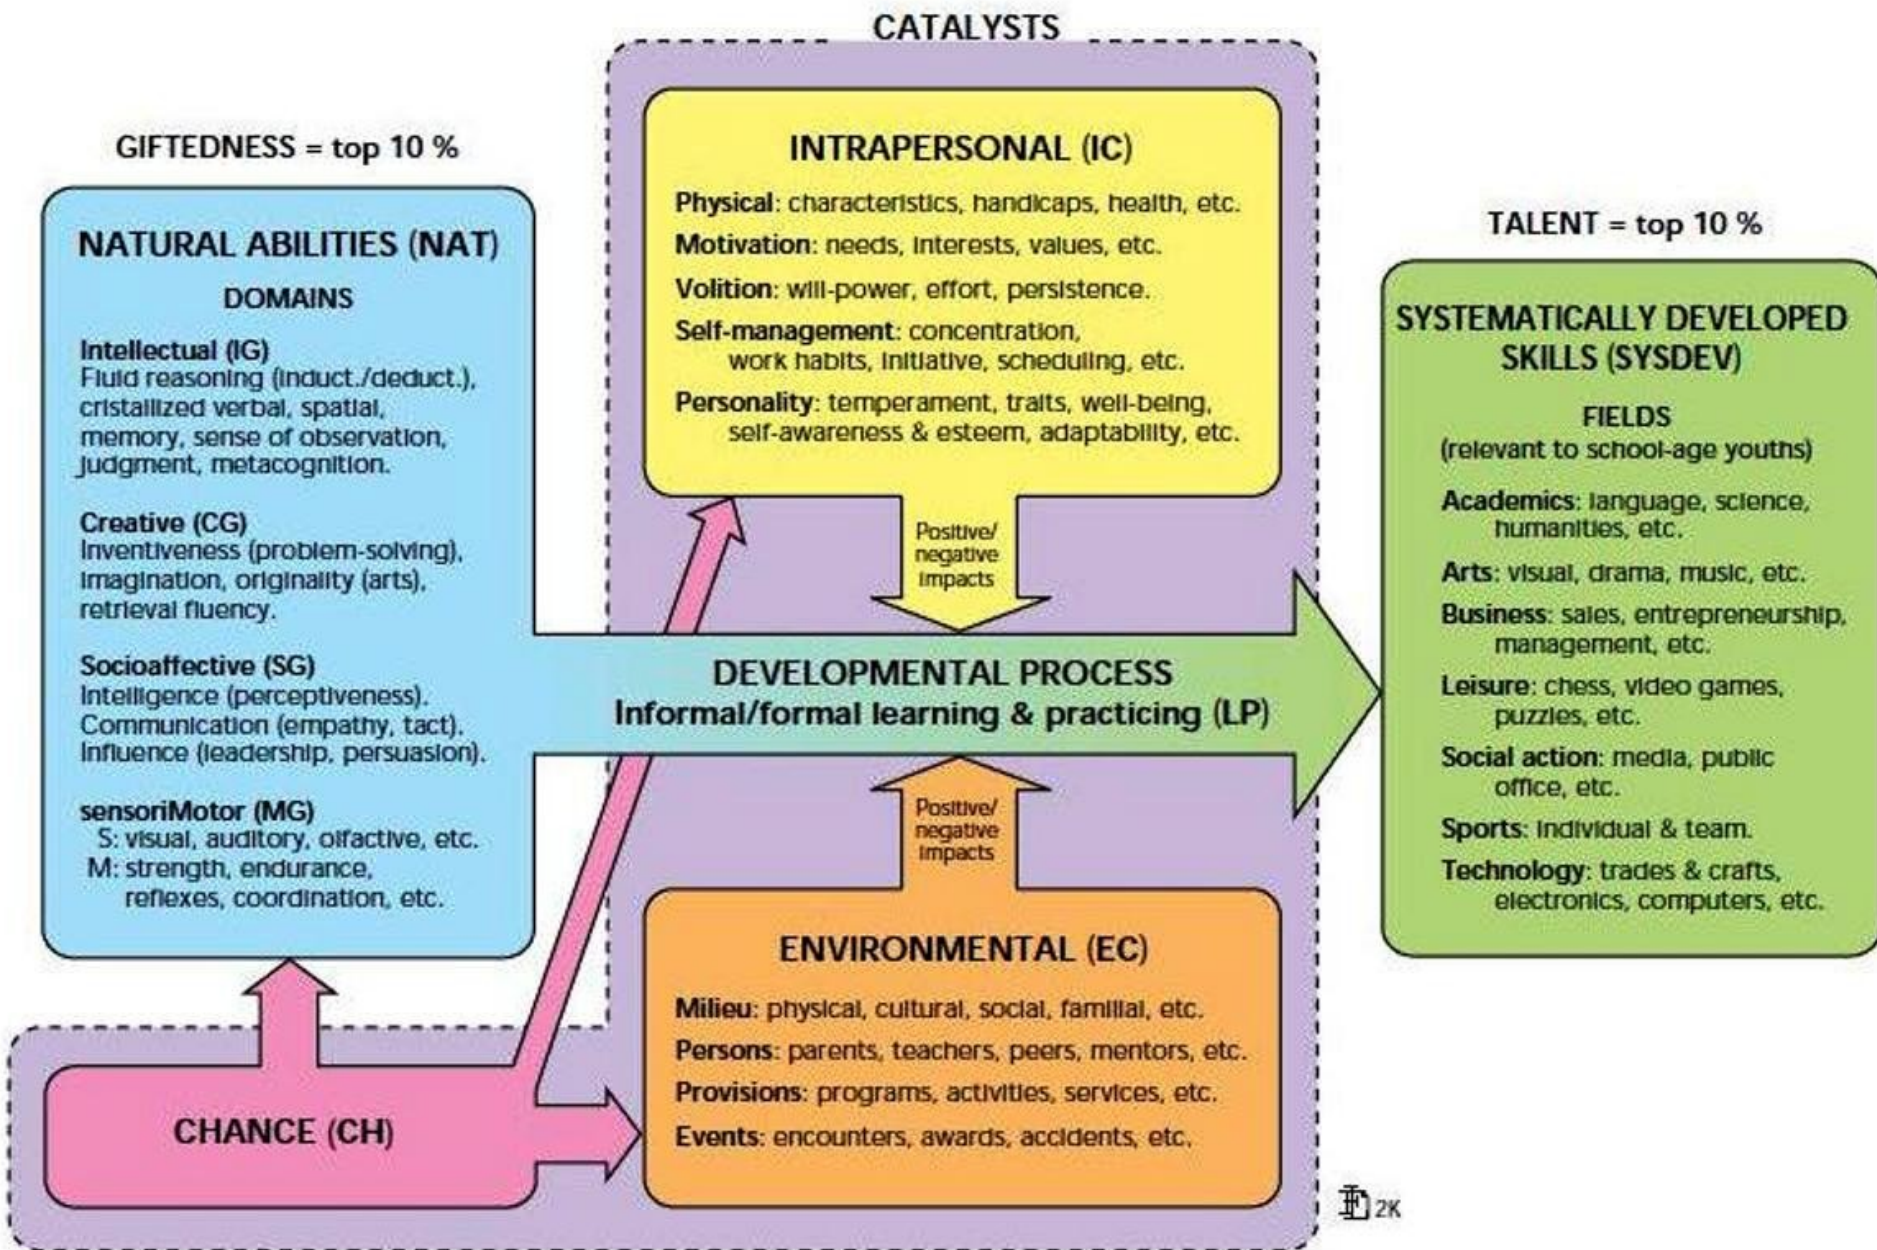 CATALYSTS
GIFTEDNESS = top 10 %
NATURAL ABILITIES (NAT)
DOMAINS
Intellectual (IG)
Fluid reasoning (induct./deduct.),
cristallized verbal, spatial,
memory, sense of observation,
judgment, metacognition.
Creative (CG)
Inventiveness (problem-solving),
imagination, originality (arts),
retrieval fluency.
Socioaffective (SG)
Intelligence (perceptiveness).
Communication (empathy, tact).
Influence (leadership, persuasion).
sensoriMotor (MG)
S: visual, auditory, olfactive, etc.
M: strength, endurance,
reflexes, coordination, etc.
CHANCE (CH)
INTRAPERSONAL (IC)
Physical: characteristics, handicaps, health, etc.
Motivation: needs, interests, values, etc.
Volition: will-power, effort, persistence.
Self-management: concentration,
work habits, initiative, scheduling, etc.
Personality: temperament, traits, well-being,
self-awareness & esteem, adaptability, etc.
Positive/
negative
impacts
DEVELOPMENTAL PROCESS
Informal/formal learning & practicing (LP)
Positive/
negative
impacts
ENVIRONMENTAL (EC)
Milieu: physical, cultural, social, familial, etc.
Persons: parents, teachers, peers, mentors, etc.
Provisions: programs, activities, services, etc.
Events: encounters, awards, accidents, etc.
TALENT = top 10 %
SYSTEMATICALLY DEVELOPED
SKILLS (SYSDEV)
FIELDS
(relevant to school-age youths)
Academics: language, science,
humanities, etc.
Arts: visual, drama, music, etc.
Business: sales, entrepreneurship,
management, etc.
Leisure: chess, video games,
puzzles, etc.
Social action: media, public
office, etc.
Sports: individual & team.
Technology: trades & crafts,
electronics, computers, etc.
2K